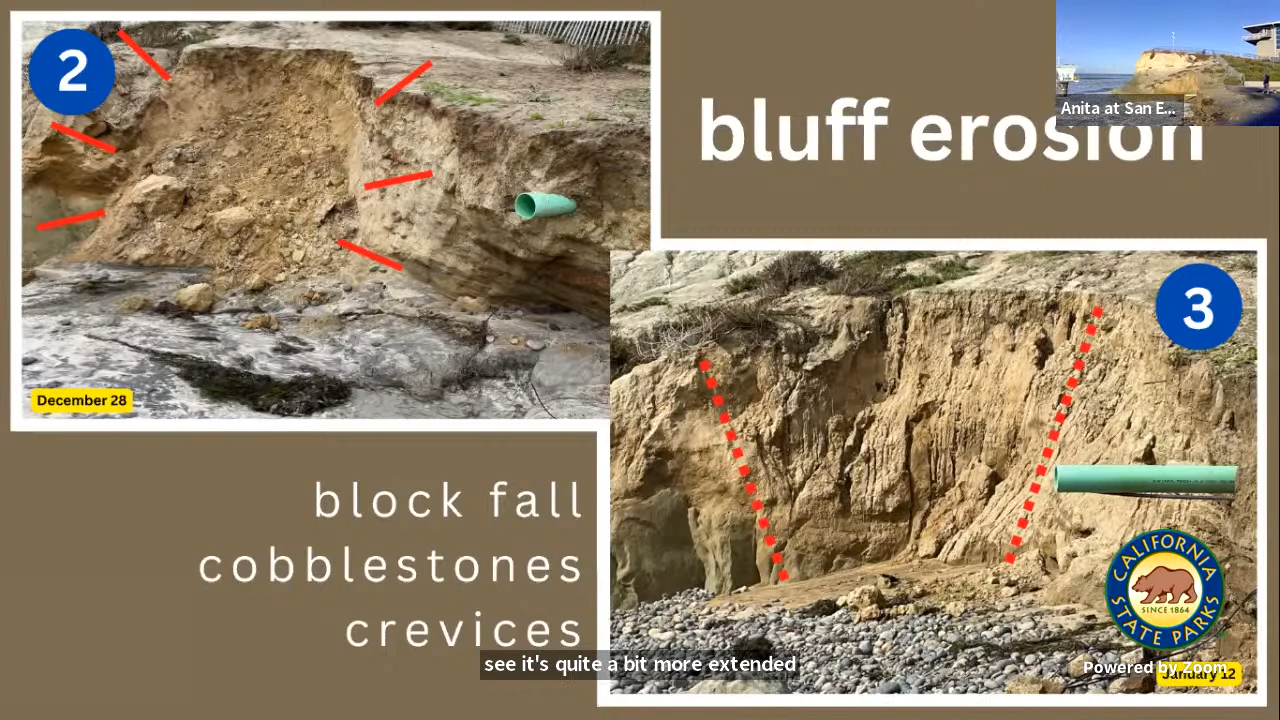 2
bluff erosion
Anita at San E...
December 28
3
block fall
cobblestones
crevices
CALIFORNIA
STATE PARKS
SINCE 1864
see it's quite a bit more extended
Powered by Zoom
January 12